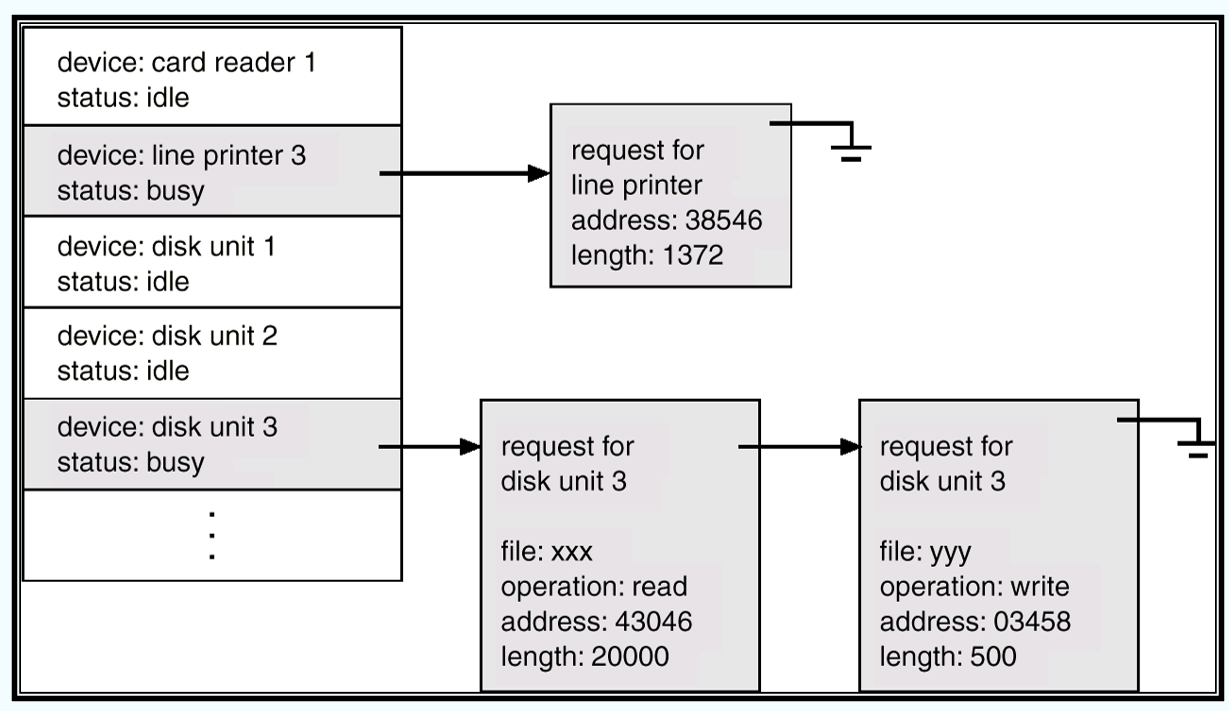 device: card reader 1
status: idle
device: line printer 3
status: busy
device: disk unit 1
status: idle
device: disk unit 2
status: idle
device: disk unit 3
status: busy
request for
line printer
address: 38546
length: 1372
request for
disk unit 3
file: xxx
operation: read
address: 43046
length: 20000
request for
disk unit 3
file: yyy
operation: write
address: 03458
length: 500